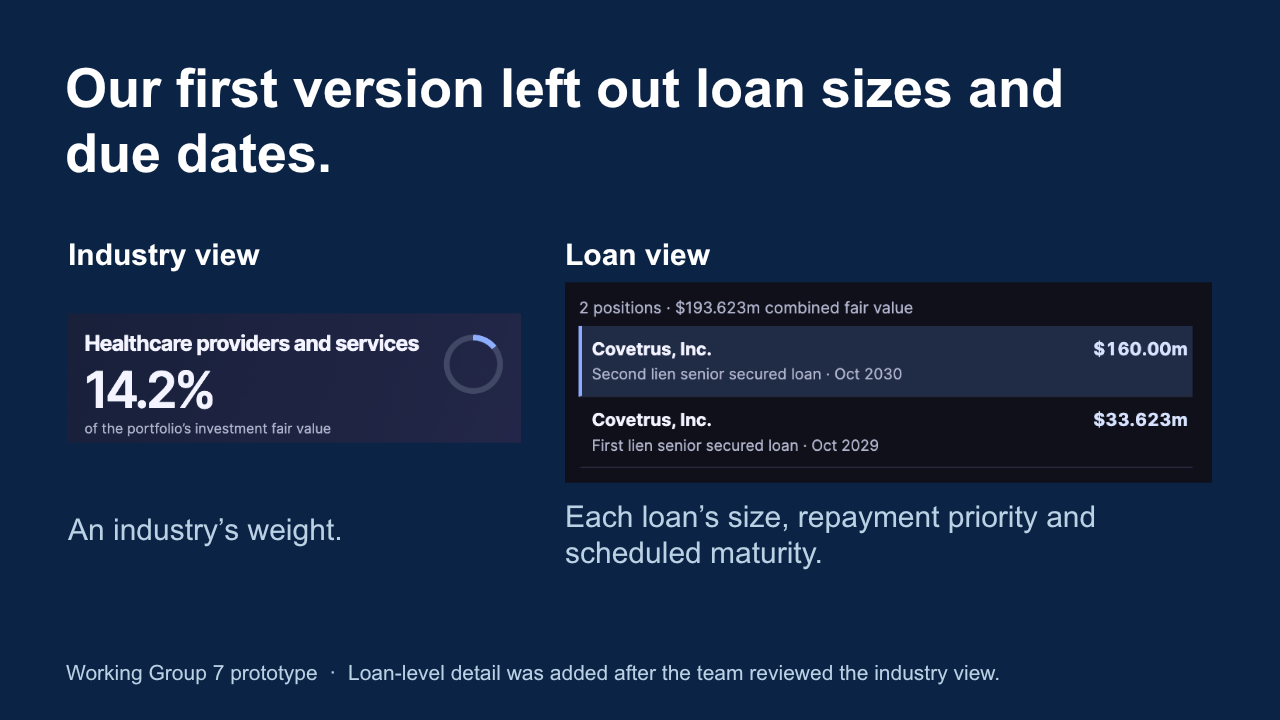 Our first version left out loan sizes and
due dates.
Industry view
Healthcare providers and services
14.2%
of the portfolio’s investment fair value
An industry’s weight.
Loan view
2 positions · $193.623m combined fair value
Covetrus, Inc. $160.00m
Second lien senior secured loan · Oct 2030
Covetrus, Inc. $33.623m
First lien senior secured loan · Oct 2029
Each loan’s size, repayment priority and
scheduled maturity.
Working Group 7 prototype · Loan-level detail was added after the team reviewed the industry view.